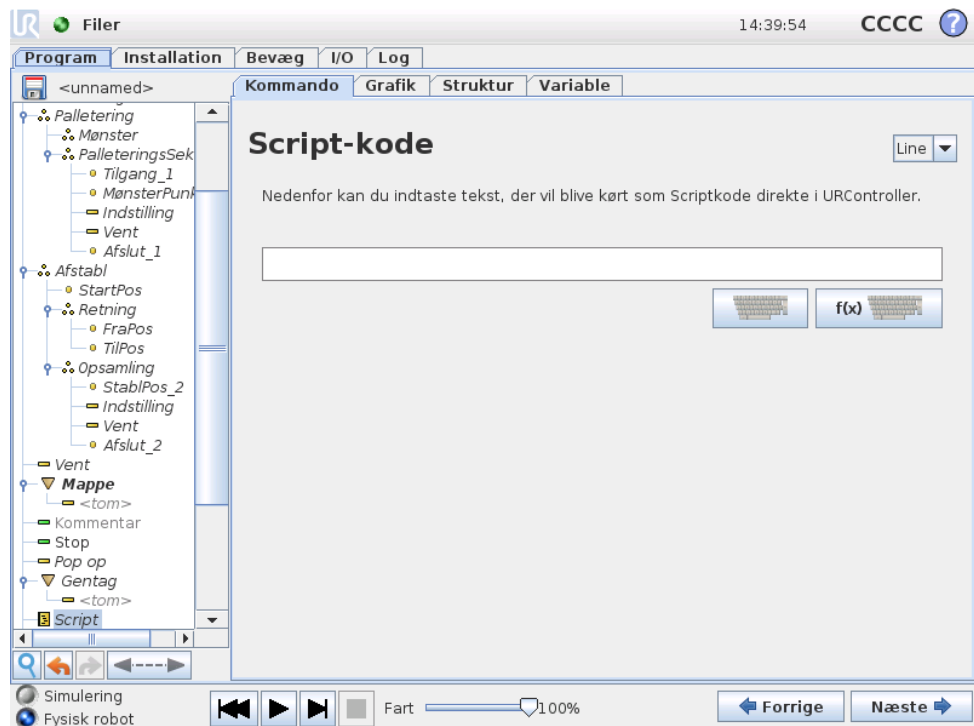 UR Filer 14:39:54 CCCC ?
Program Installation Bevæg I/O Log
<unnamed>
Kommando Grafik Struktur Variable
Palletering
Mønster
PalleteringsSek
Tilgang_1
MønsterPunk
Indstilling
Vent
Afslut_1
Afstabl
StartPos
Retning
FraPos
TilPos
Opsamling
StablPos_2
Indstilling
Vent
Afslut_2
Vent
Mappe
<tom>
Kommentar
Stop
Pop op
Gentag
<tom>
Script
Script-kode
Line
Nedenfor kan du indtaste tekst, der vil blive kørt som Scriptkode direkte i URController.
f(x)
Simulering
Fysisk robot
Fart 100%
Forrige Næste